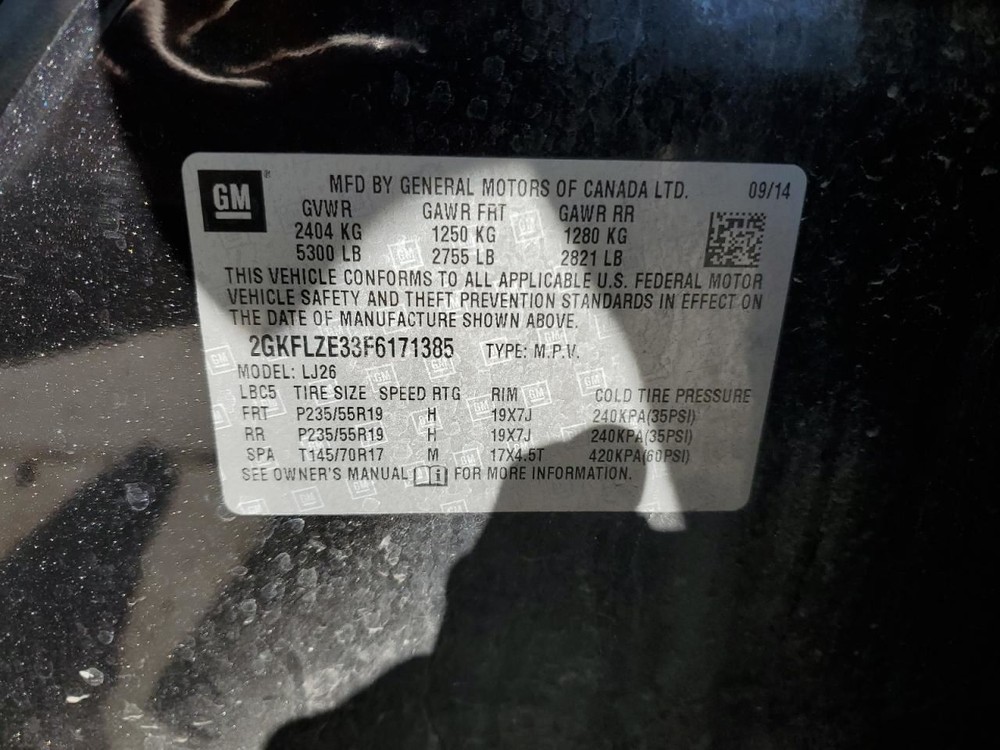 GM MFD BY GENERAL MOTORS OF CANADA LTD. 09/14
GVWR GAWR FRT GAWR RR
2404 KG 1250 KG 1280 KG
5300 LB 2755 LB 2821 LB
THIS VEHICLE CONFORMS TO ALL APPLICABLE U.S. FEDERAL MOTOR
VEHICLE SAFETY AND THEFT PREVENTION STANDARDS IN EFFECT ON
THE DATE OF MANUFACTURE SHOWN ABOVE.
2GKFLZE33F6171385 TYPE: M.P.V.
MODEL: LJ26
LBC5 TIRE SIZE SPEED RTG RIM COLD TIRE PRESSURE
FRT P235/55R19 H 19X7J 240KPA(35PSI)
RR P235/55R19 H 19X7J 240KPA(35PSI)
SPA T145/70R17 M 17X4.5T 420KPA(60PSI)
SEE OWNER'S MANUAL FOR MORE INFORMATION.